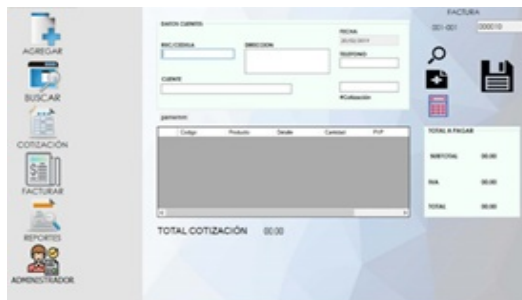 AGREGAR
BUSCAR
COTIZACIÓN
FACTURAR
REPORTES
ADMINISTRADOR
DATOS CLIENTES
RUC/CEDULA
DIRECCION
FECHA
TELEFONO
CLIENTE
#Cotización
Codigo Producto Detalle Cantidad PVP
TOTAL COTIZACIÓN 00.00
FACTURA
001-001 000010
TOTAL A PAGAR
SUBTOTAL 00.00
IVA 00.00
TOTAL 00.00